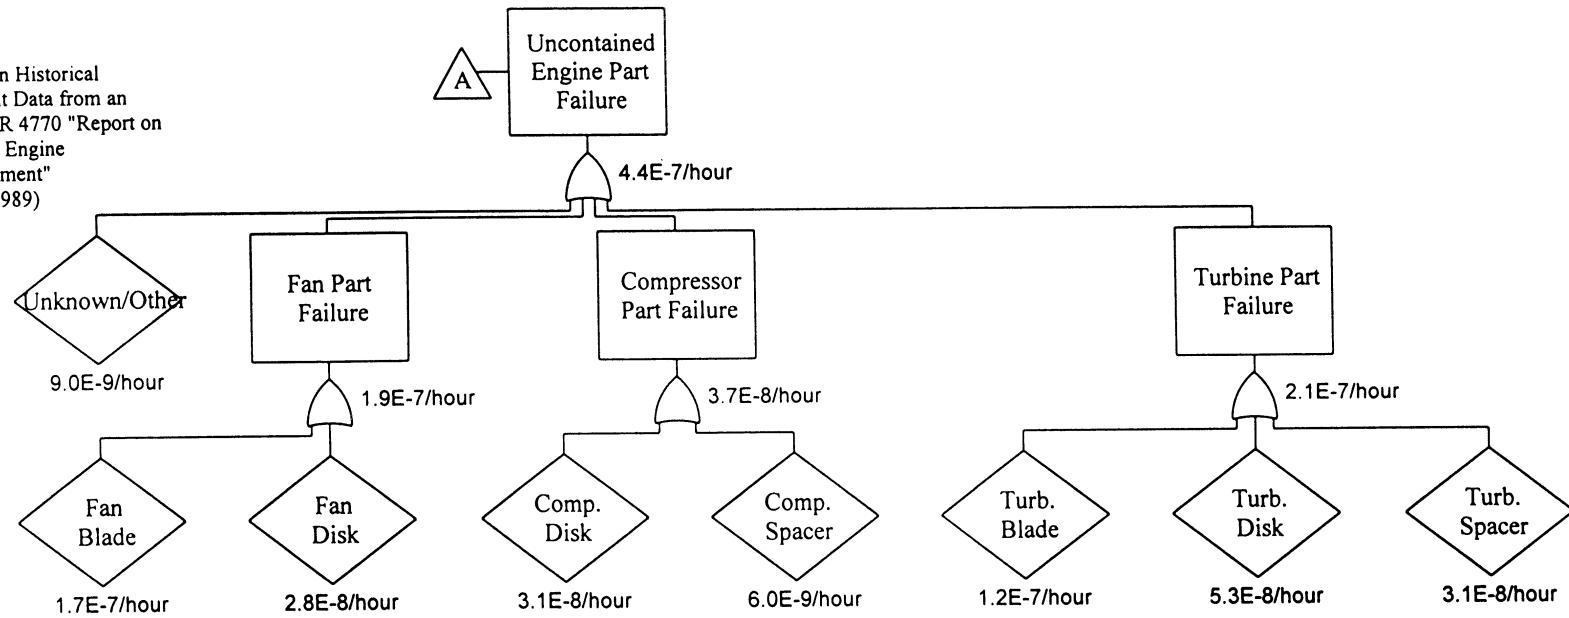 n Historical
t Data from an
R 4770 "Report on
Engine
ment"
989)
A
Uncontained
Engine Part
Failure
4.4E-7/hour
Unknown/Other
9.0E-9/hour
Fan Part
Failure
1.9E-7/hour
Compressor
Part Failure
3.7E-8/hour
Turbine Part
Failure
2.1E-7/hour
Fan
Blade
1.7E-7/hour
Fan
Disk
2.8E-8/hour
Comp.
Disk
3.1E-8/hour
Comp.
Spacer
6.0E-9/hour
Turb.
Blade
1.2E-7/hour
Turb.
Disk
5.3E-8/hour
Turb.
Spacer
3.1E-8/hour